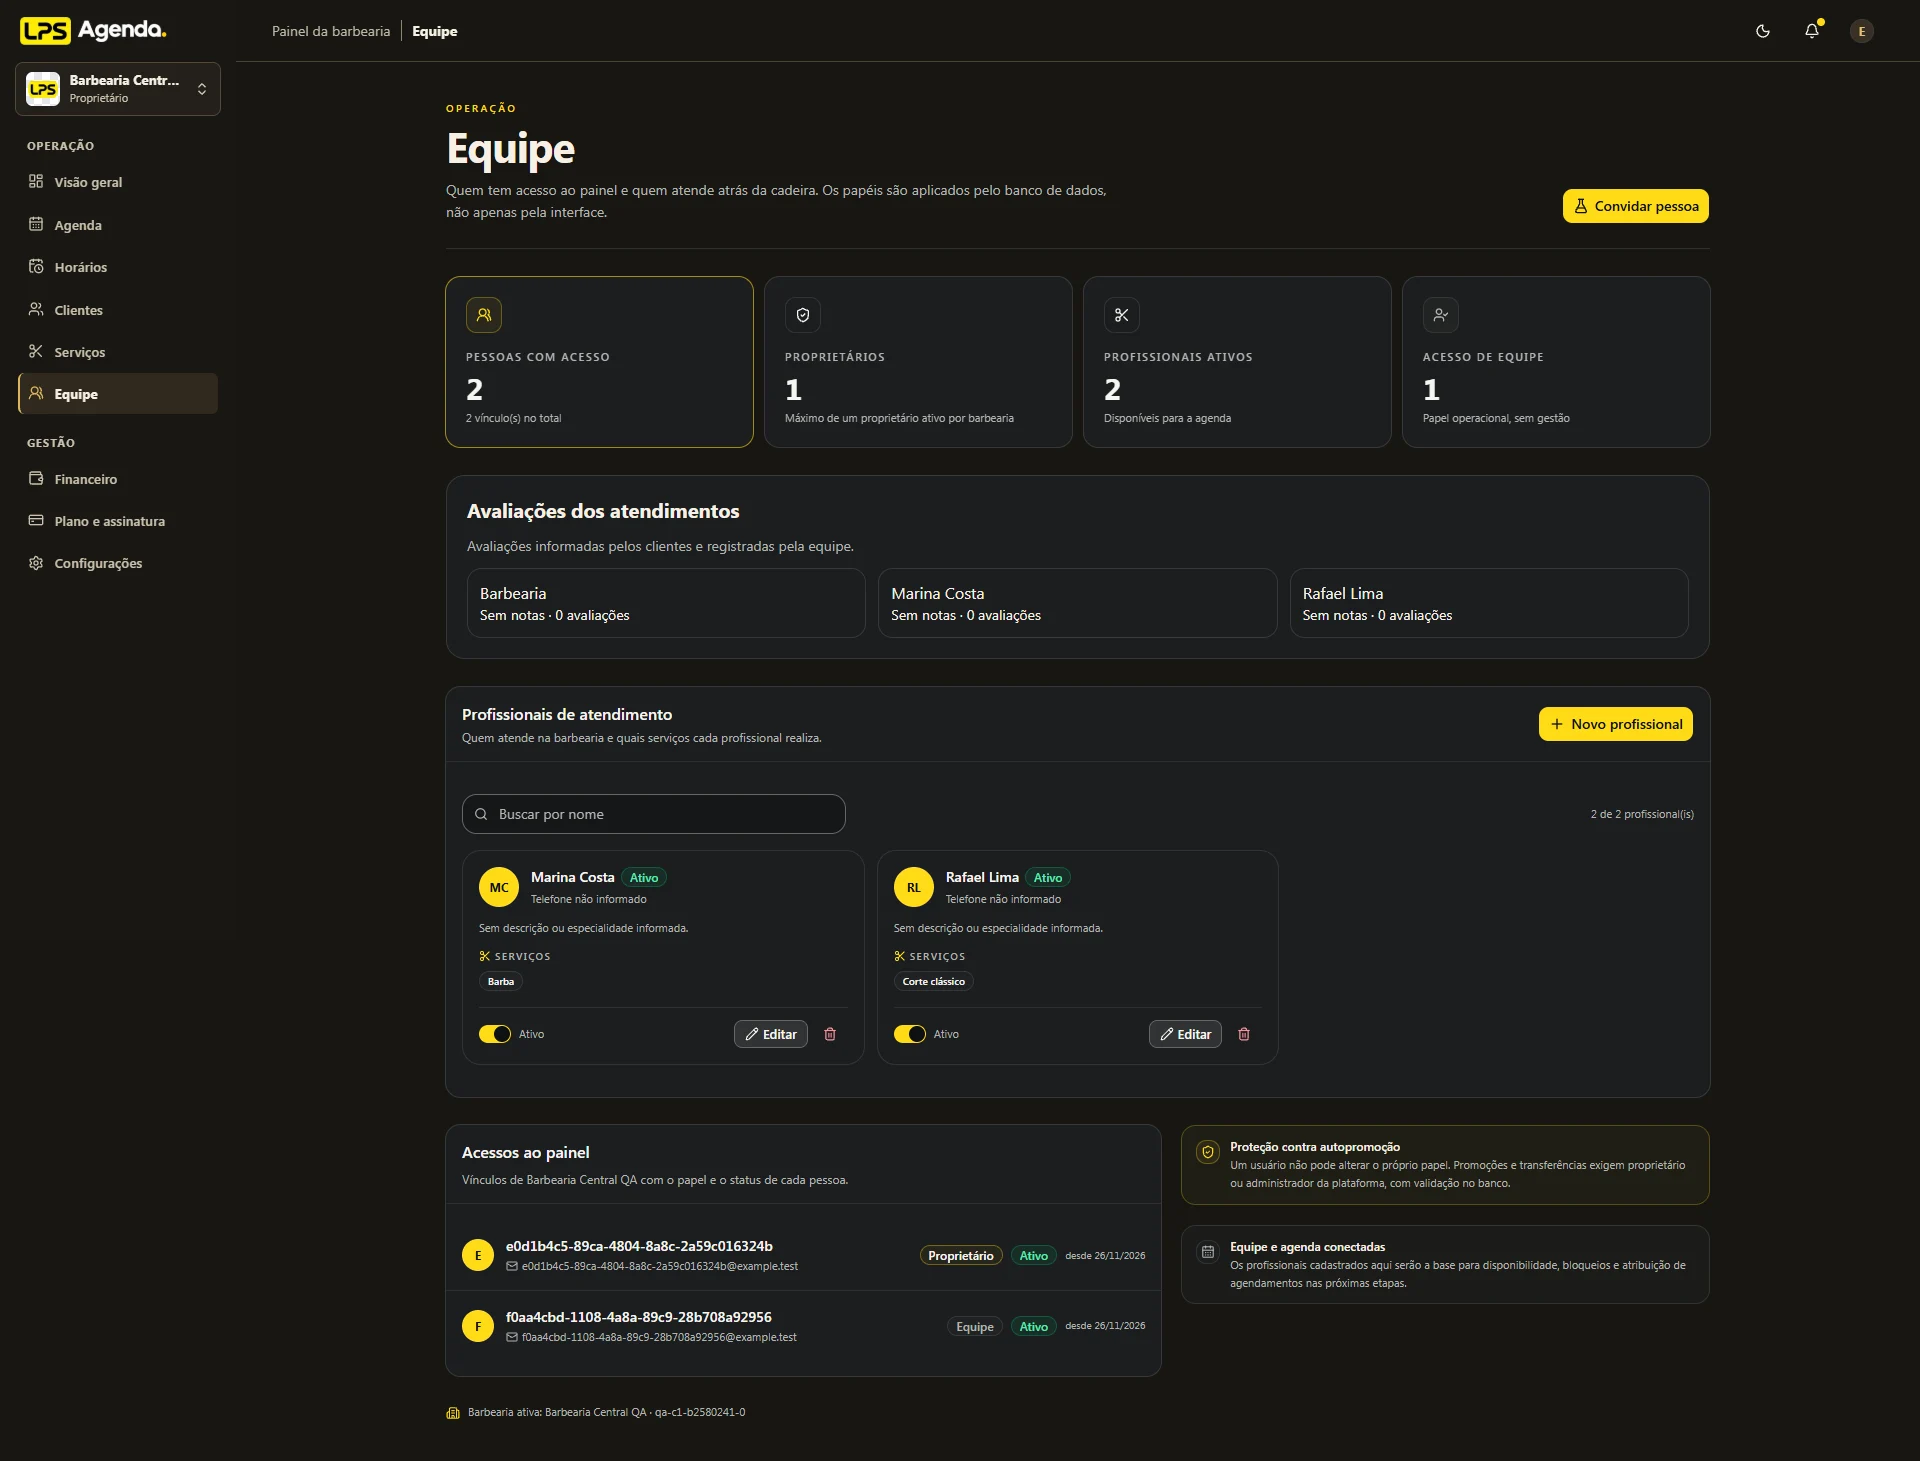 LPS Agenda.
LPS
Barbearia Centr...
Proprietário
OPERAÇÃO
Visão geral
Agenda
Horários
Clientes
Serviços
Equipe
GESTÃO
Financeiro
Plano e assinatura
Configurações
Painel da barbearia
Equipe
E
OPERAÇÃO
Equipe
Quem tem acesso ao painel e quem atende atrás da cadeira. Os papéis são aplicados pelo banco de dados,
não apenas pela interface.
Convidar pessoa
PESSOAS COM ACESSO
2
2 vínculo(s) no total
PROPRIETÁRIOS
1
Máximo de um proprietário ativo por barbearia
PROFISSIONAIS ATIVOS
2
Disponíveis para a agenda
ACESSO DE EQUIPE
1
Papel operacional, sem gestão
Avaliações dos atendimentos
Avaliações informadas pelos clientes e registradas pela equipe.
Barbearia
Sem notas · 0 avaliações
Marina Costa
Sem notas · 0 avaliações
Rafael Lima
Sem notas · 0 avaliações
Profissionais de atendimento
Quem atende na barbearia e quais serviços cada profissional realiza.
Novo profissional
Buscar por nome
2 de 2 profissional(is)
MC
Marina Costa
Ativo
Telefone não informado
Sem descrição ou especialidade informada.
SERVIÇOS
Barba
Ativo
Editar
RL
Rafael Lima
Ativo
Telefone não informado
Sem descrição ou especialidade informada.
SERVIÇOS
Corte clássico
Ativo
Editar
Acessos ao painel
Vínculos de Barbearia Central QA com o papel e o status de cada pessoa.
E
e0d1b4c5-89ca-4804-8a8c-2a59c016324b
e0d1b4c5-89ca-4804-8a8c-2a59c016324b@example.test
Proprietário
Ativo
desde 26/11/2026
F
f0aa4cbd-1108-4a8a-89c9-28b708a92956
f0aa4cbd-1108-4a8a-89c9-28b708a92956@example.test
Equipe
Ativo
desde 26/11/2026
Proteção contra autopromoção
Um usuário não pode alterar o próprio papel. Promoções e transferências exigem proprietário
ou administrador da plataforma, com validação no banco.
Equipe e agenda conectadas
Os profissionais cadastrados aqui serão a base para disponibilidade, bloqueios e atribuição de
agendamentos nas próximas etapas.
Barbearia ativa: Barbearia Central QA · qa-c1-b2580241-0